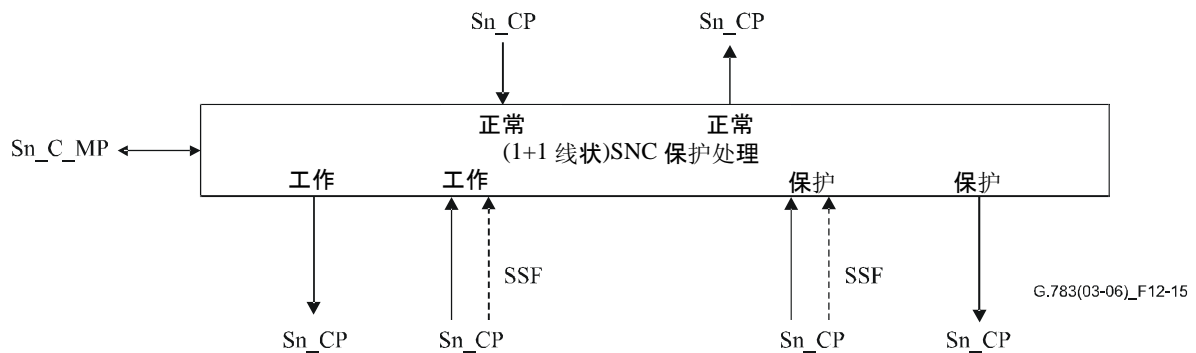 Sn_CP
Sn_CP
正常
正常
Sn_C_MP
(1+1 线状)SNC 保护处理
工作
工作
保护
保护
SSF
SSF
G.783(03-06)_F12-15
Sn_CP
Sn_CP
Sn_CP
Sn_CP